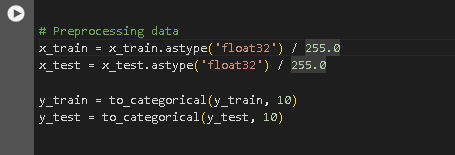 # Preprocessing data
x_train = x_train.astype('float32') / 255.0
x_test = x_test.astype('float32') / 255.0
y_train = to_categorical(y_train, 10)
y_test = to_categorical(y_test, 10)